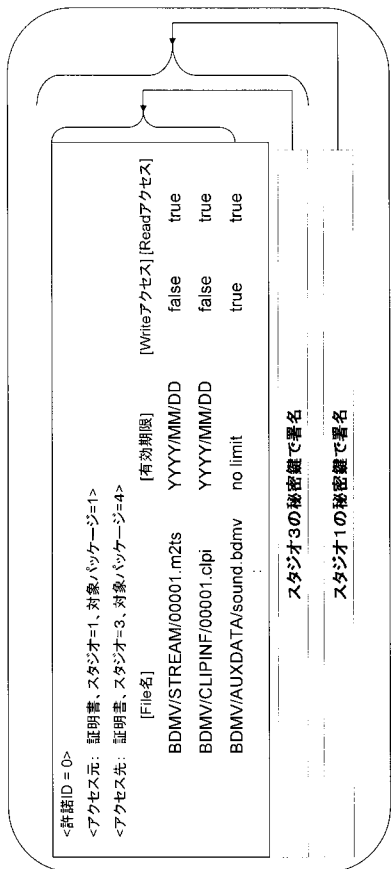 <許諾ID = 0>
<アクセス元: 証明書、スタジオ=1、対象パッケージ=1>
<アクセス先: 証明書、スタジオ=3、対象パッケージ=4>
[File名] [有効期限] [Writeアクセス] [Readアクセス]
BDMV/STREAM/00001.m2ts YYYY/MM/DD false true
BDMV/CLIPINF/00001.clpi YYYY/MM/DD false true
BDMV//AUXDATA/sound.bdmv no limit true true
:
スタジオ3の秘密鍵で署名
スタジオ1の秘密鍵で署名